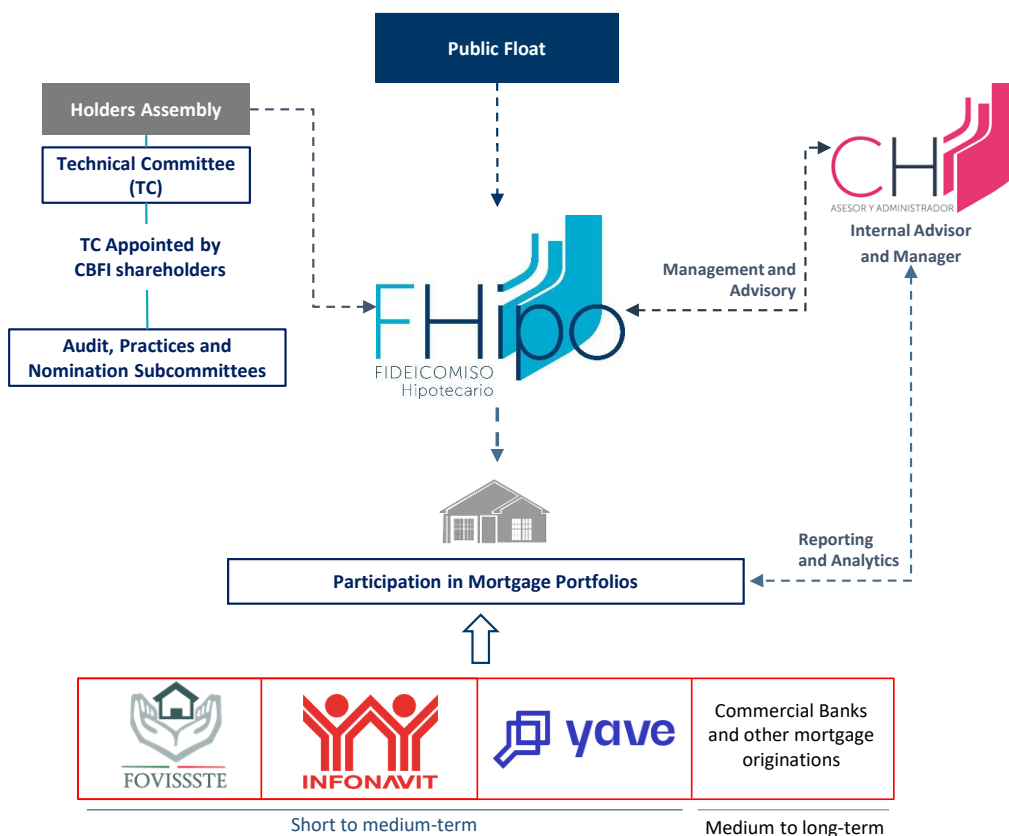 Public Float
Holders Assembly
Technical Committee
(TC)
TC Appointed by
CBFI shareholders
Audit, Practices and
Nomination Subcommittees
CH
ASESOR Y ADMINISTRADOR
Internal Advisor
and Manager
Management and
Advisory
FHipo
FIDEICOMISO
Hipotecario
Reporting
and Analytics
Participation in Mortgage Portfolios
FOVISSSTE
INFONAVIT
yave
Commercial Banks
and other mortgage
originations
Short to medium-term
Medium to long-term